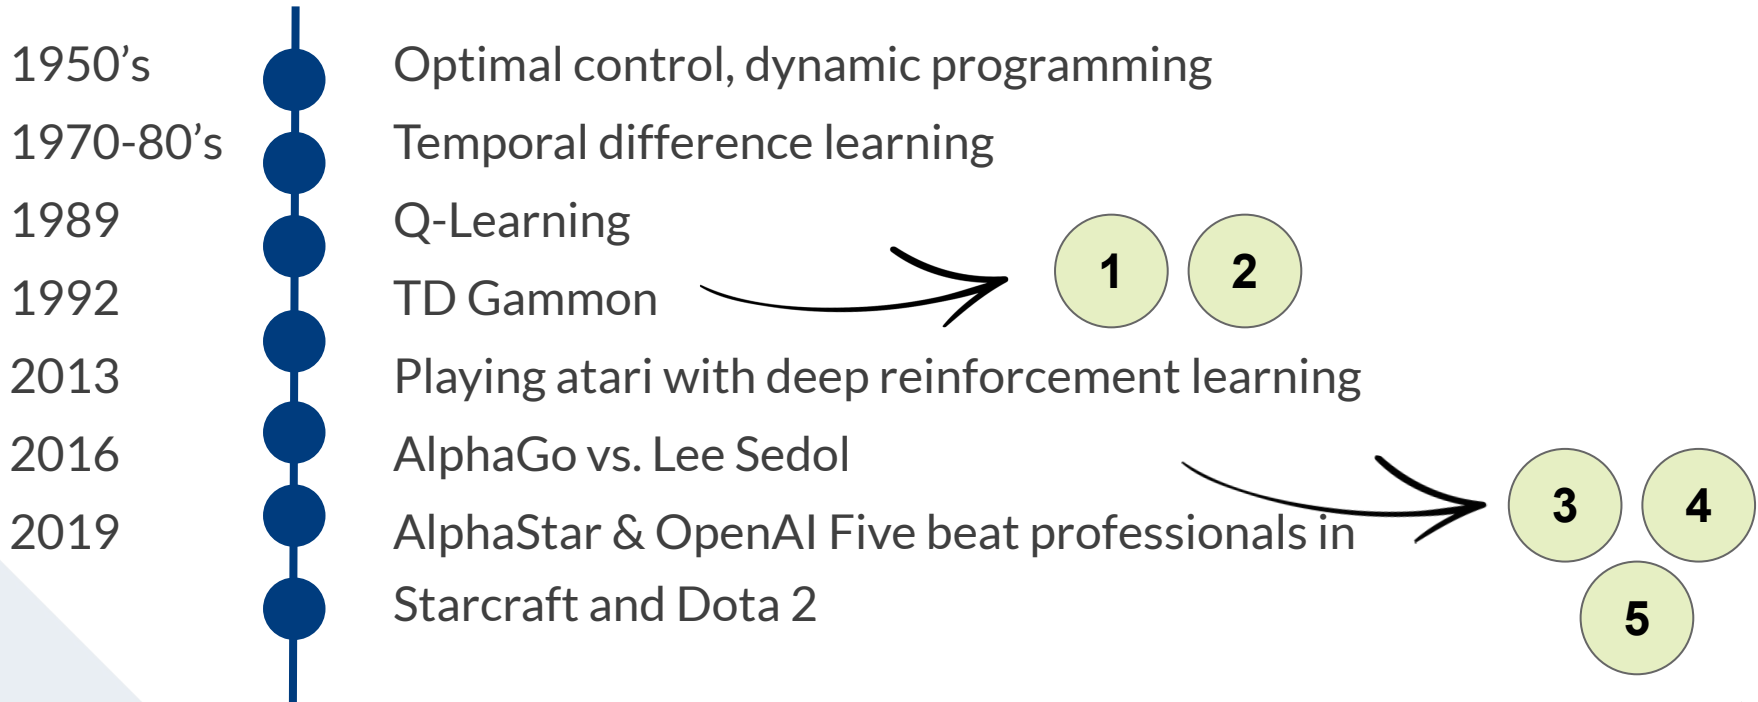 1950’s Optimal control, dynamic programming
1970-80’s Temporal difference learning
1989 Q-Learning
1992 TD Gammon
1 2
2013 Playing atari with deep reinforcement learning
2016 AlphaGo vs. Lee Sedol
2019 AlphaStar & OpenAI Five beat professionals in
Starcraft and Dota 2
3 4
5